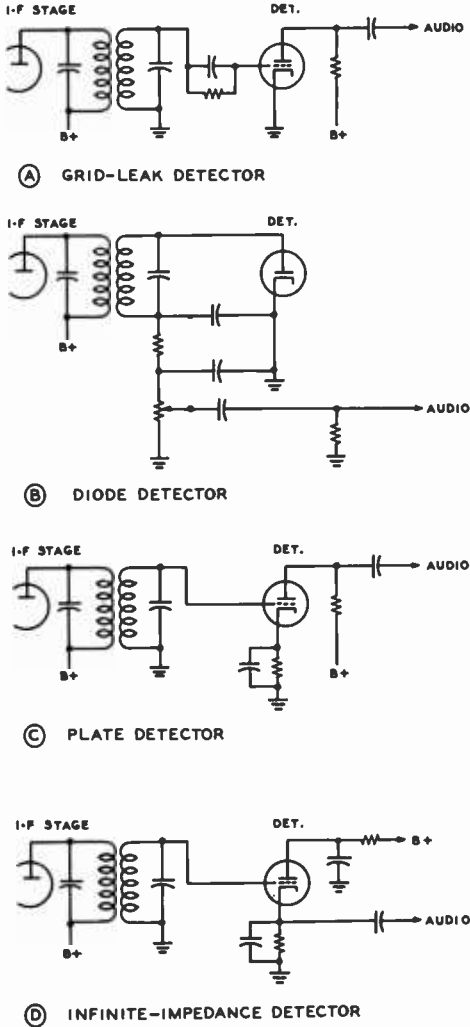 I-F STAGE DET.
AUDIO
B+ B+
A GRID-LEAK DETECTOR
I-F STAGE DET.
B+
AUDIO
B DIODE DETECTOR
I-F STAGE DET.
AUDIO
B+ B+
C PLATE DETECTOR
I-F STAGE DET.
B+
AUDIO
B+
D INFINITE-IMPEDANCE DETECTOR